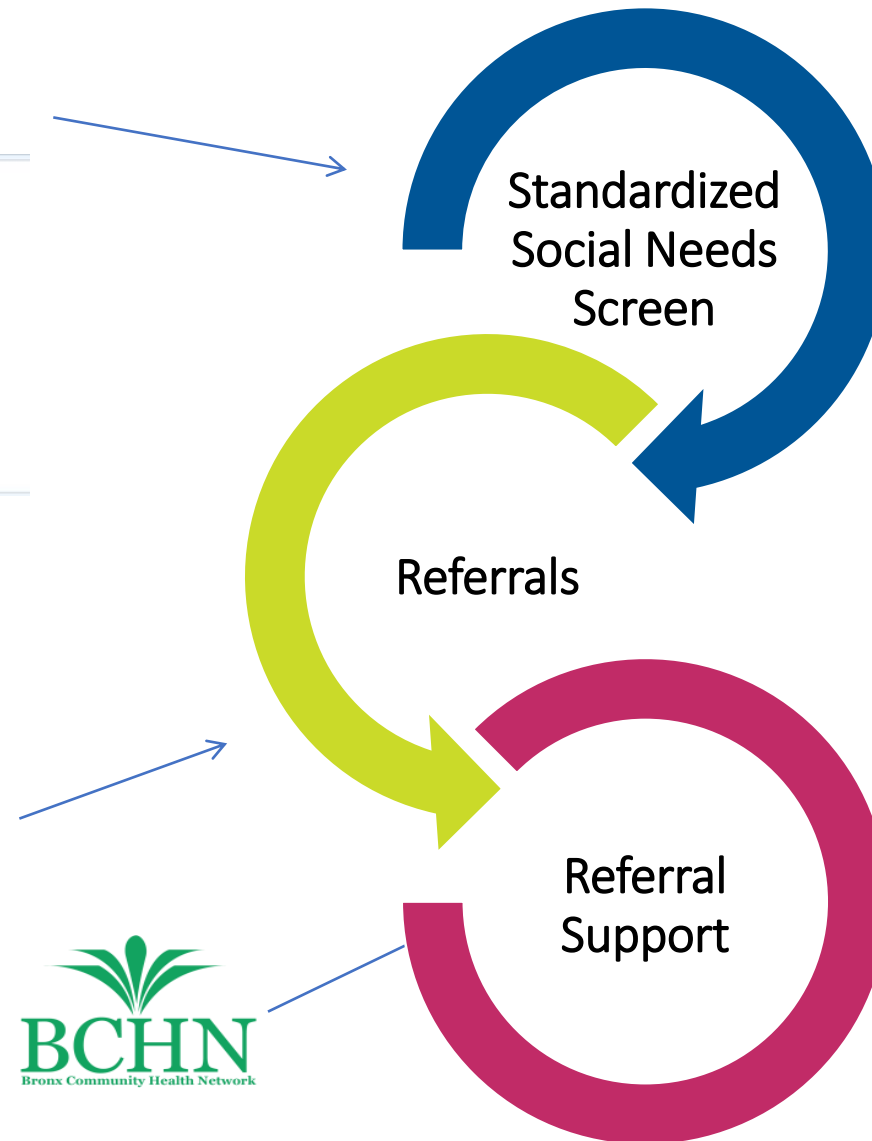 Standardized
Social Needs
Screen
Referrals
Referral
Support
BCHN
Bronx Community Health Network